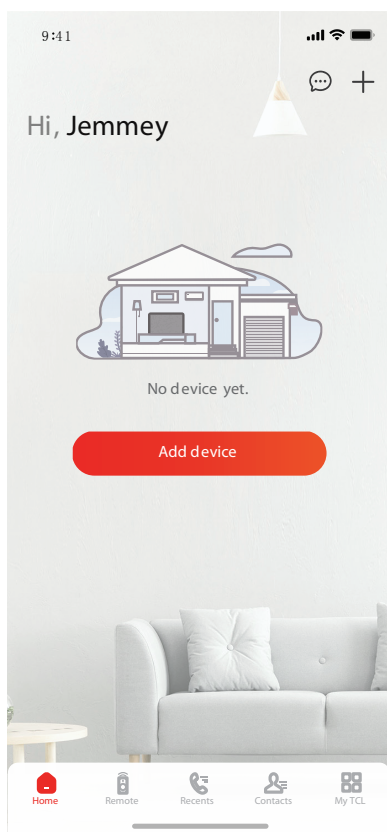 9:41
Hi, Jemmey
No device yet.
Add device
Home Remote Recents Contacts My TCL